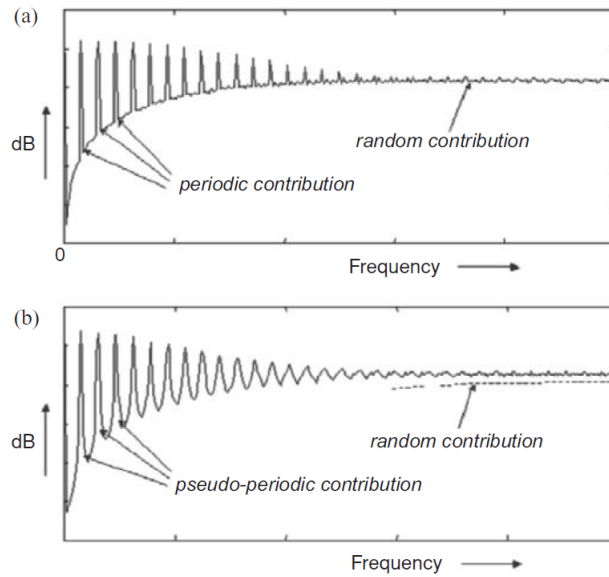 (a)
dB
random contribution
periodic contribution
0
Frequency
(b)
dB
random contribution
pseudo-periodic contribution
Frequency